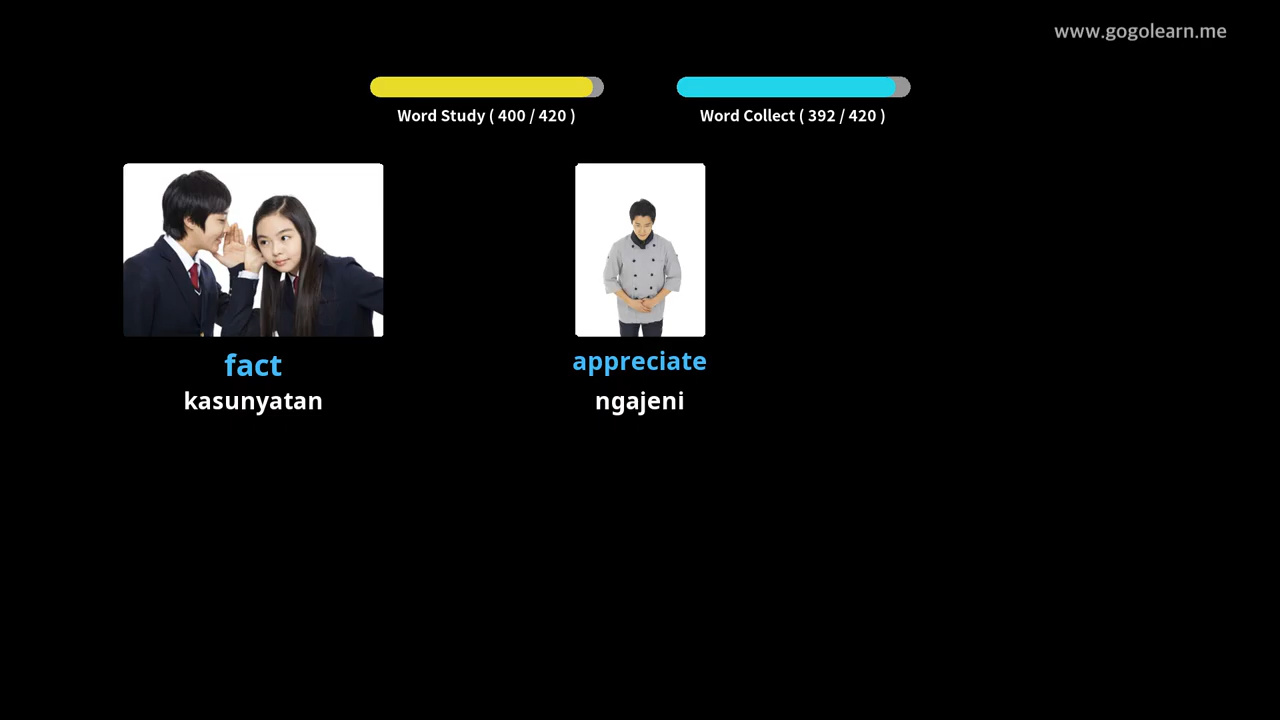 www.gogolearn.me
Word Study ( 400 / 420 )
Word Collect ( 392 / 420 )
fact
kasunyatan
appreciate
ngajeni